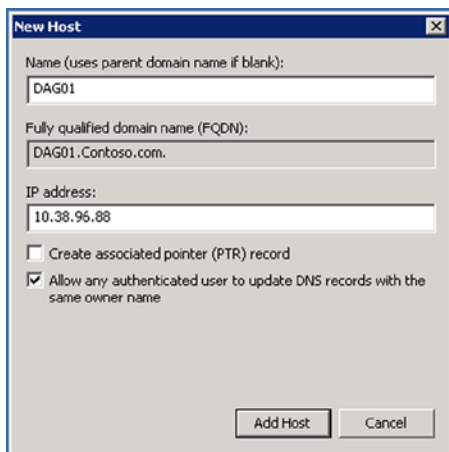 New Host
Name (uses parent domain name if blank):
DAG01
Fully qualified domain name (FQDN):
DAG01.Contoso.com.
IP address:
10.38.96.88
Create associated pointer (PTR) record
Allow any authenticated user to update DNS records with the
same owner name
Add Host
Cancel